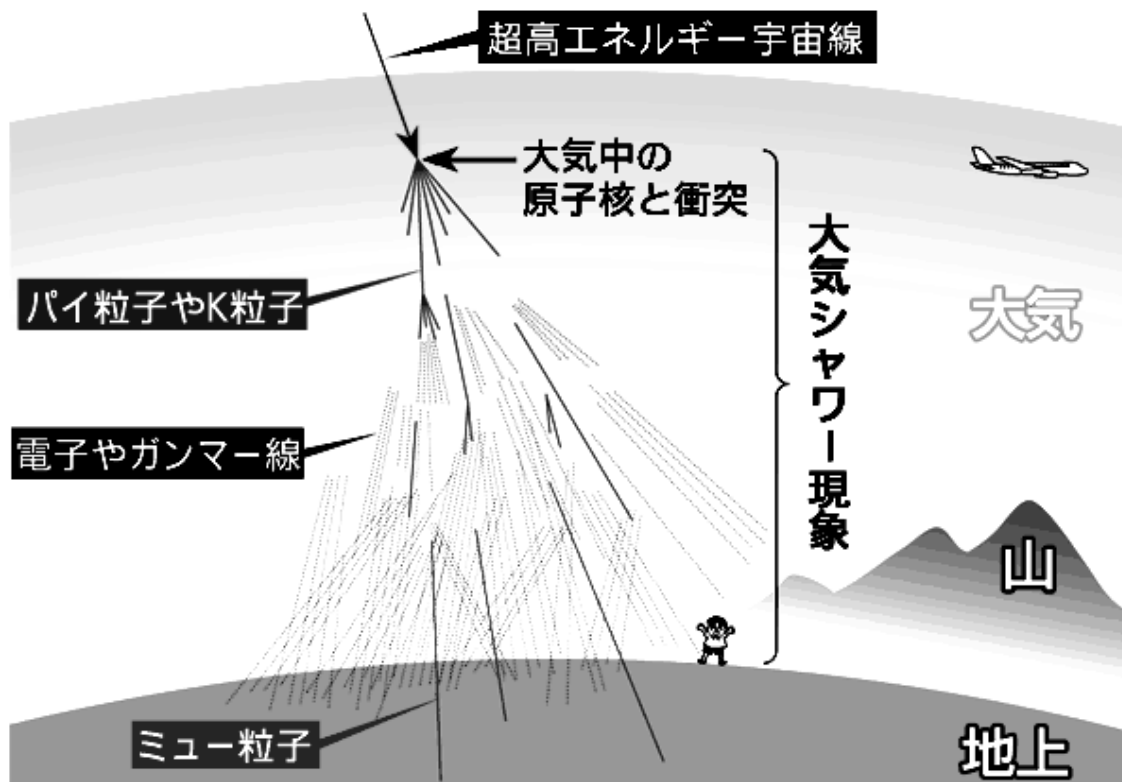 超高エネルギー宇宙線
大気中の
原子核と衝突
大気シャワー現象
パイ粒子やK粒子
大気
電子やガンマー線
山
ミュー粒子
地上